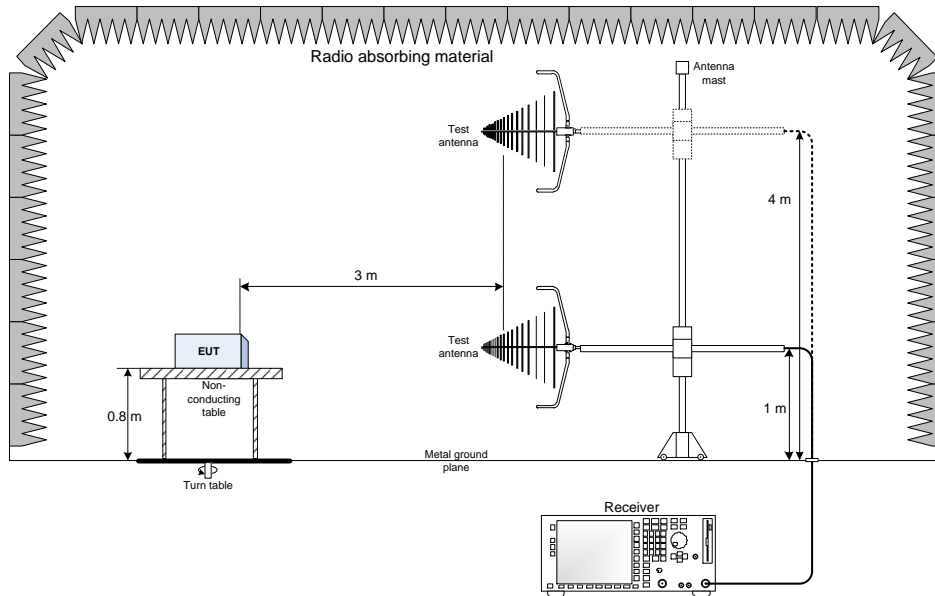 Radio absorbing material
Antenna
mast
Test
antenna
4 m
3 m
Test
antenna
EUT
Non-
conducting
table
0.8 m
1 m
Metal ground
plane
Turn table
Receiver